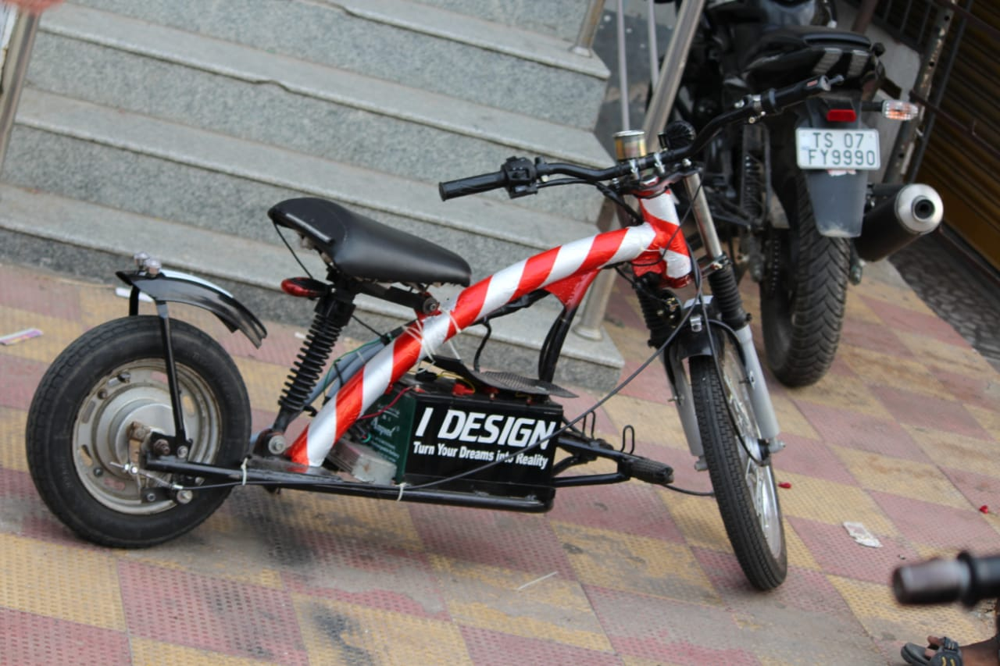 TS 07
FY9990
I DESIGN
Turn Your Dreams into Reality